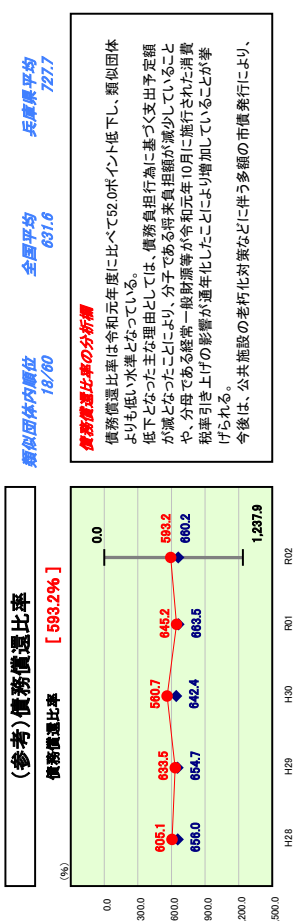 (参考)債務償還比率
類似団体内順位
18/60
全国平均
631.6
兵庫県平均
727.7
債務償還比率
[ 593.2% ]
(%)
0.0
300.0
600.0
900.0
,200.0
,500.0
605.1
633.5
560.7
645.2
593.2
656.0
654.7
642.4
663.5
660.2
0.0
1,237.9
H28
H29
H30
R01
R02
債務償還比率の分析欄
債務償還比率は令和元年度に比べて52.0ポイント低下し、類似団体
よりも低い水準となっている。
低下となった主な理由としては、債務負担行為に基づく支出予定額
が減となったことにより、分子である将来負担額が減少していること
や、分母である経常一般財源等が令和元年10月に施行された消費
税率引き上げの影響が通年化したことにより増加していることが挙
げられる。
今後は、公共施設の老朽化対策などに伴う多額の市債発行により、